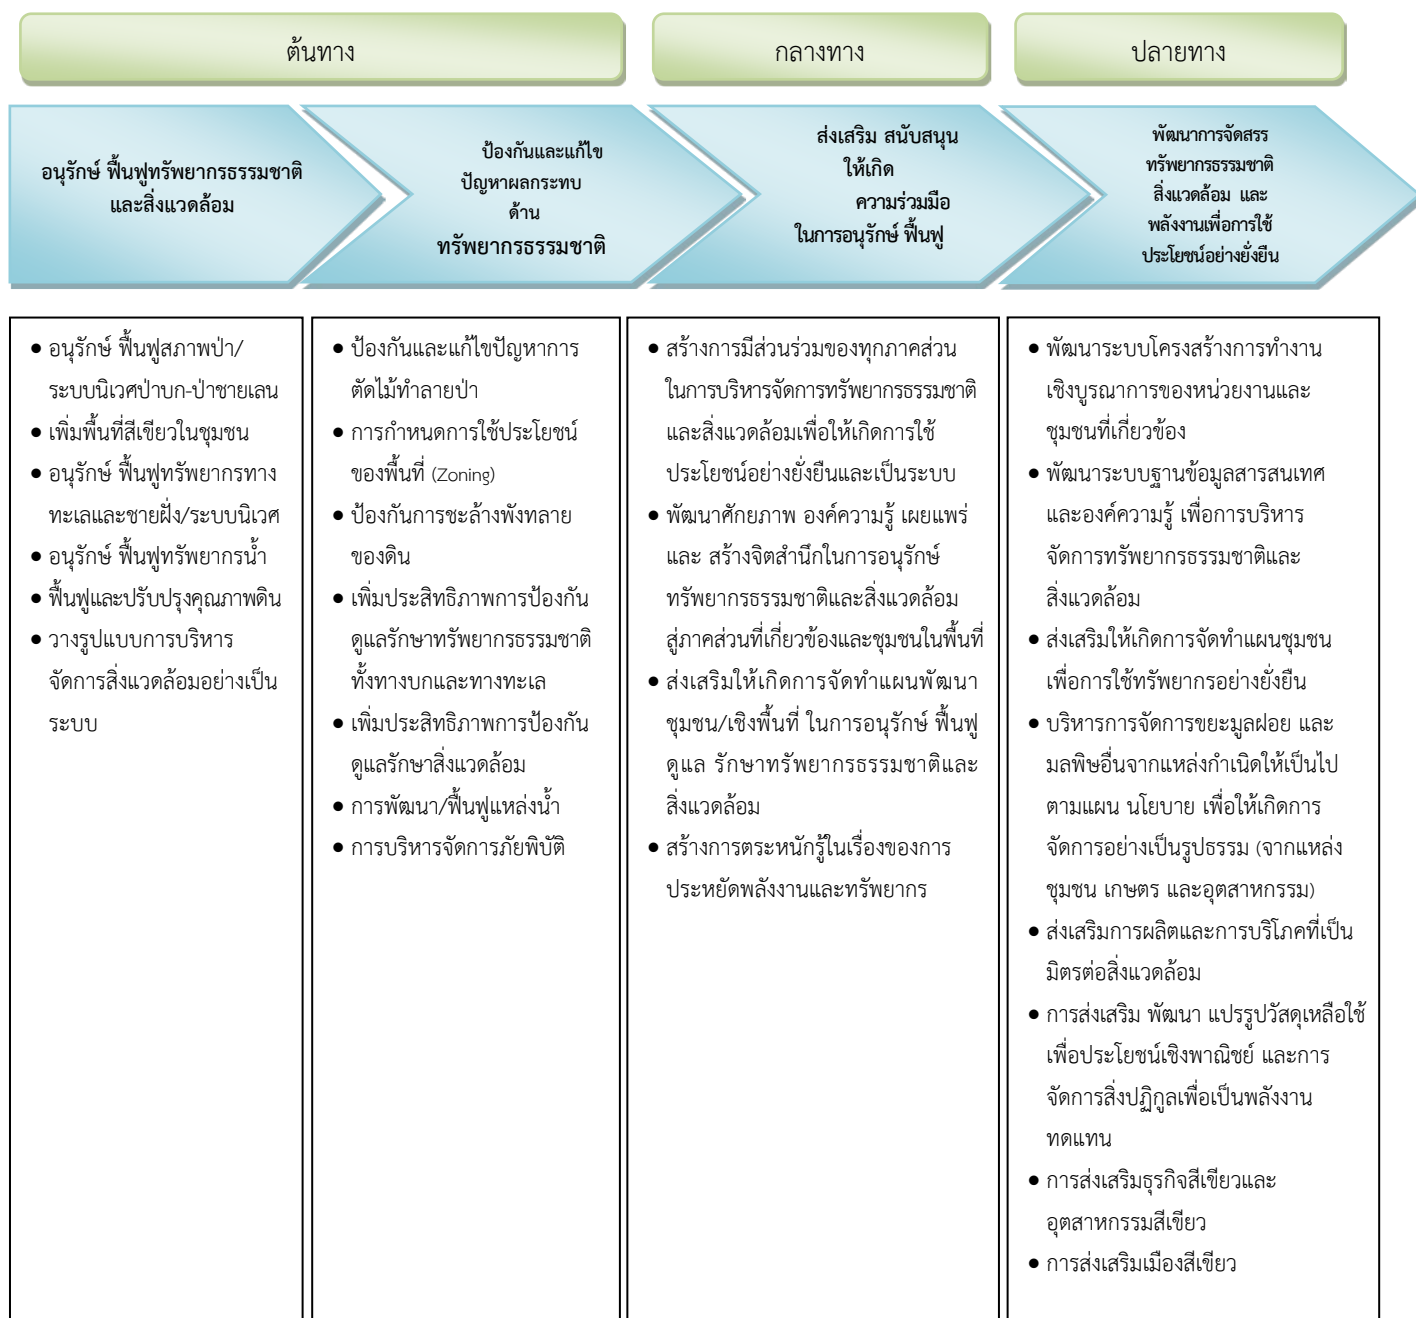 ต้นทาง
กลางทาง
ปลายทาง
อนุรักษ์ ฟื้นฟูทรัพยากรธรรมชาติ
และสิ่งแวดล้อม
ป้องกันและแก้ไข
ปัญหาผลกระทบ
ด้าน
ทรัพยากรธรรมชาติ
ส่งเสริม สนับสนุน
ให้เกิด
ความร่วมมือ
ในการอนุรักษ์ ฟื้นฟู
พัฒนาการจัดสรร
ทรัพยากรธรรมชาติ
สิ่งแวดล้อม และ
พลังงานเพื่อการใช้
ประโยชน์อย่างยั่งยืน
• อนุรักษ์ ฟื้นฟูสภาพป่า/
ระบบนิเวศป่าบก-ป่าชายเลน
• เพิ่มพื้นที่สีเขียวในชุมชน
• อนุรักษ์ ฟื้นฟูทรัพยากรทาง
ทะเลและชายฝั่ง/ระบบนิเวศ
• อนุรักษ์ ฟื้นฟูทรัพยากรน้ำ
• ฟื้นฟูและปรับปรุงคุณภาพดิน
• วางรูปแบบการบริหาร
จัดการสิ่งแวดล้อมอย่างเป็น
ระบบ
• ป้องกันและแก้ไขปัญหาการ
ตัดไม้ทำลายป่า
• การกำหนดการใช้ประโยชน์
ของพื้นที่ (Zoning)
• ป้องกันการชะล้างพังทลาย
ของดิน
• เพิ่มประสิทธิภาพการป้องกัน
ดูแลรักษาทรัพยากรธรรมชาติ
ทั้งทางบกและทางทะเล
• เพิ่มประสิทธิภาพการป้องกัน
ดูแลรักษาสิ่งแวดล้อม
• การพัฒนา/ฟื้นฟูแหล่งน้ำ
• การบริหารจัดการภัยพิบัติ
• สร้างการมีส่วนร่วมของทุกภาคส่วน
ในการบริหารจัดการทรัพยากรธรรมชาติ
และสิ่งแวดล้อมเพื่อให้เกิดการใช้
ประโยชน์อย่างยั่งยืนและเป็นระบบ
• พัฒนาศักยภาพ องค์ความรู้ เผยแพร่
และ สร้างจิตสำนึกในการอนุรักษ์
ทรัพยากรธรรมชาติและสิ่งแวดล้อม
สู่ภาคส่วนที่เกี่ยวข้องและชุมชนในพื้นที่
• ส่งเสริมให้เกิดการจัดทำแผนพัฒนา
ชุมชน/เชิงพื้นที่ ในการอนุรักษ์ ฟื้นฟู
ดูแล รักษาทรัพยากรธรรมชาติและ
สิ่งแวดล้อม
• สร้างการตระหนักรู้ในเรื่องของการ
ประหยัดพลังงานและทรัพยากร
• พัฒนาระบบโครงสร้างการทำงาน
เชิงบูรณาการของหน่วยงานและ
ชุมชนที่เกี่ยวข้อง
• พัฒนาระบบฐานข้อมูลสารสนเทศ
และองค์ความรู้ เพื่อการบริหาร
จัดการทรัพยากรธรรมชาติและ
สิ่งแวดล้อม
• ส่งเสริมให้เกิดการจัดทำแผนชุมชน
เพื่อการใช้ทรัพยากรอย่างยั่งยืน
• บริหารการจัดการขยะมูลฝอย และ
มลพิษอื่นจากแหล่งกำเนิดให้เป็นไป
ตามแผน นโยบาย เพื่อให้เกิดการ
จัดการอย่างเป็นรูปธรรม (จากแหล่ง
ชุมชน เกษตร และอุตสาหกรรม)
• ส่งเสริมการผลิตและการบริโภคที่เป็น
มิตรต่อสิ่งแวดล้อม
• การส่งเสริม พัฒนา แปรรูปวัสดุเหลือใช้
เพื่อประโยชน์เชิงพาณิชย์ และการ
จัดการสิ่งปฏิกูลเพื่อเป็นพลังงาน
ทดแทน
• การส่งเสริมธุรกิจสีเขียวและ
อุตสาหกรรมสีเขียว
• การส่งเสริมเมืองสีเขียว